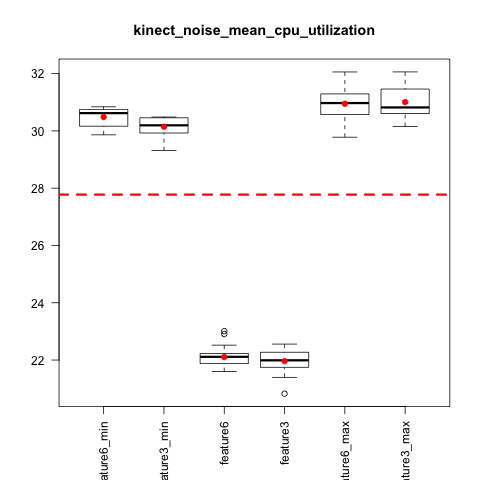 kinect_noise_mean_cpu_utilization
32
30
28
26
24
22
ature6_min
ature3_min
feature6
feature3
ture6_max
ture3_max